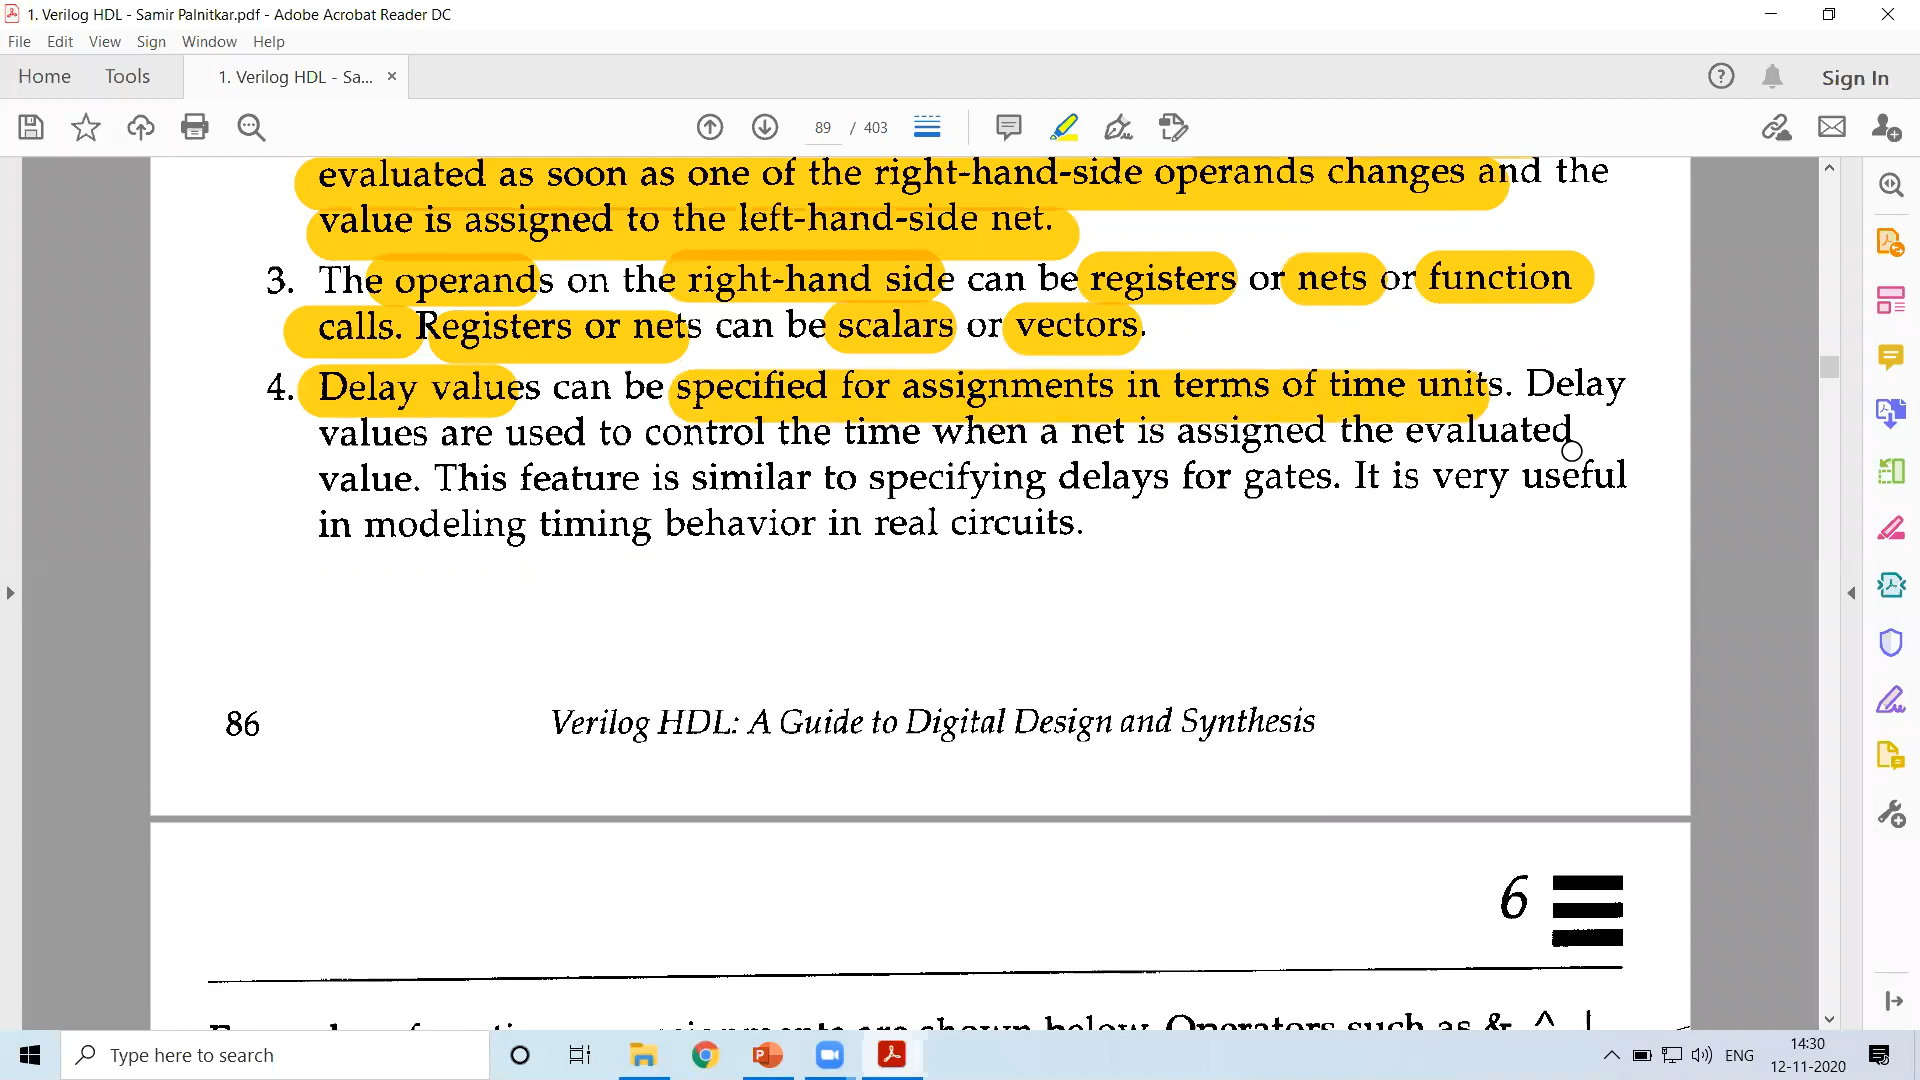 1. Verilog HDL - Samir Palnitkar.pdf - Adobe Acrobat Reader DC
File Edit View Sign Window Help
Home Tools 1. Verilog HDL - Sa... × Sign In
89 / 403
evaluated as soon as one of the right-hand-side operands changes and the
value is assigned to the left-hand-side net.
3. The operands on the right-hand side can be registers or nets or function
calls. Registers or nets can be scalars or vectors.
4. Delay values can be specified for assignments in terms of time units. Delay
values are used to control the time when a net is assigned the evaluated
value. This feature is similar to specifying delays for gates. It is very useful
in modeling timing behavior in real circuits.
86 Verilog HDL: A Guide to Digital Design and Synthesis
6
are shown below. Operators such as &, ^, |
Type here to search
ENG
14:30
12-11-2020